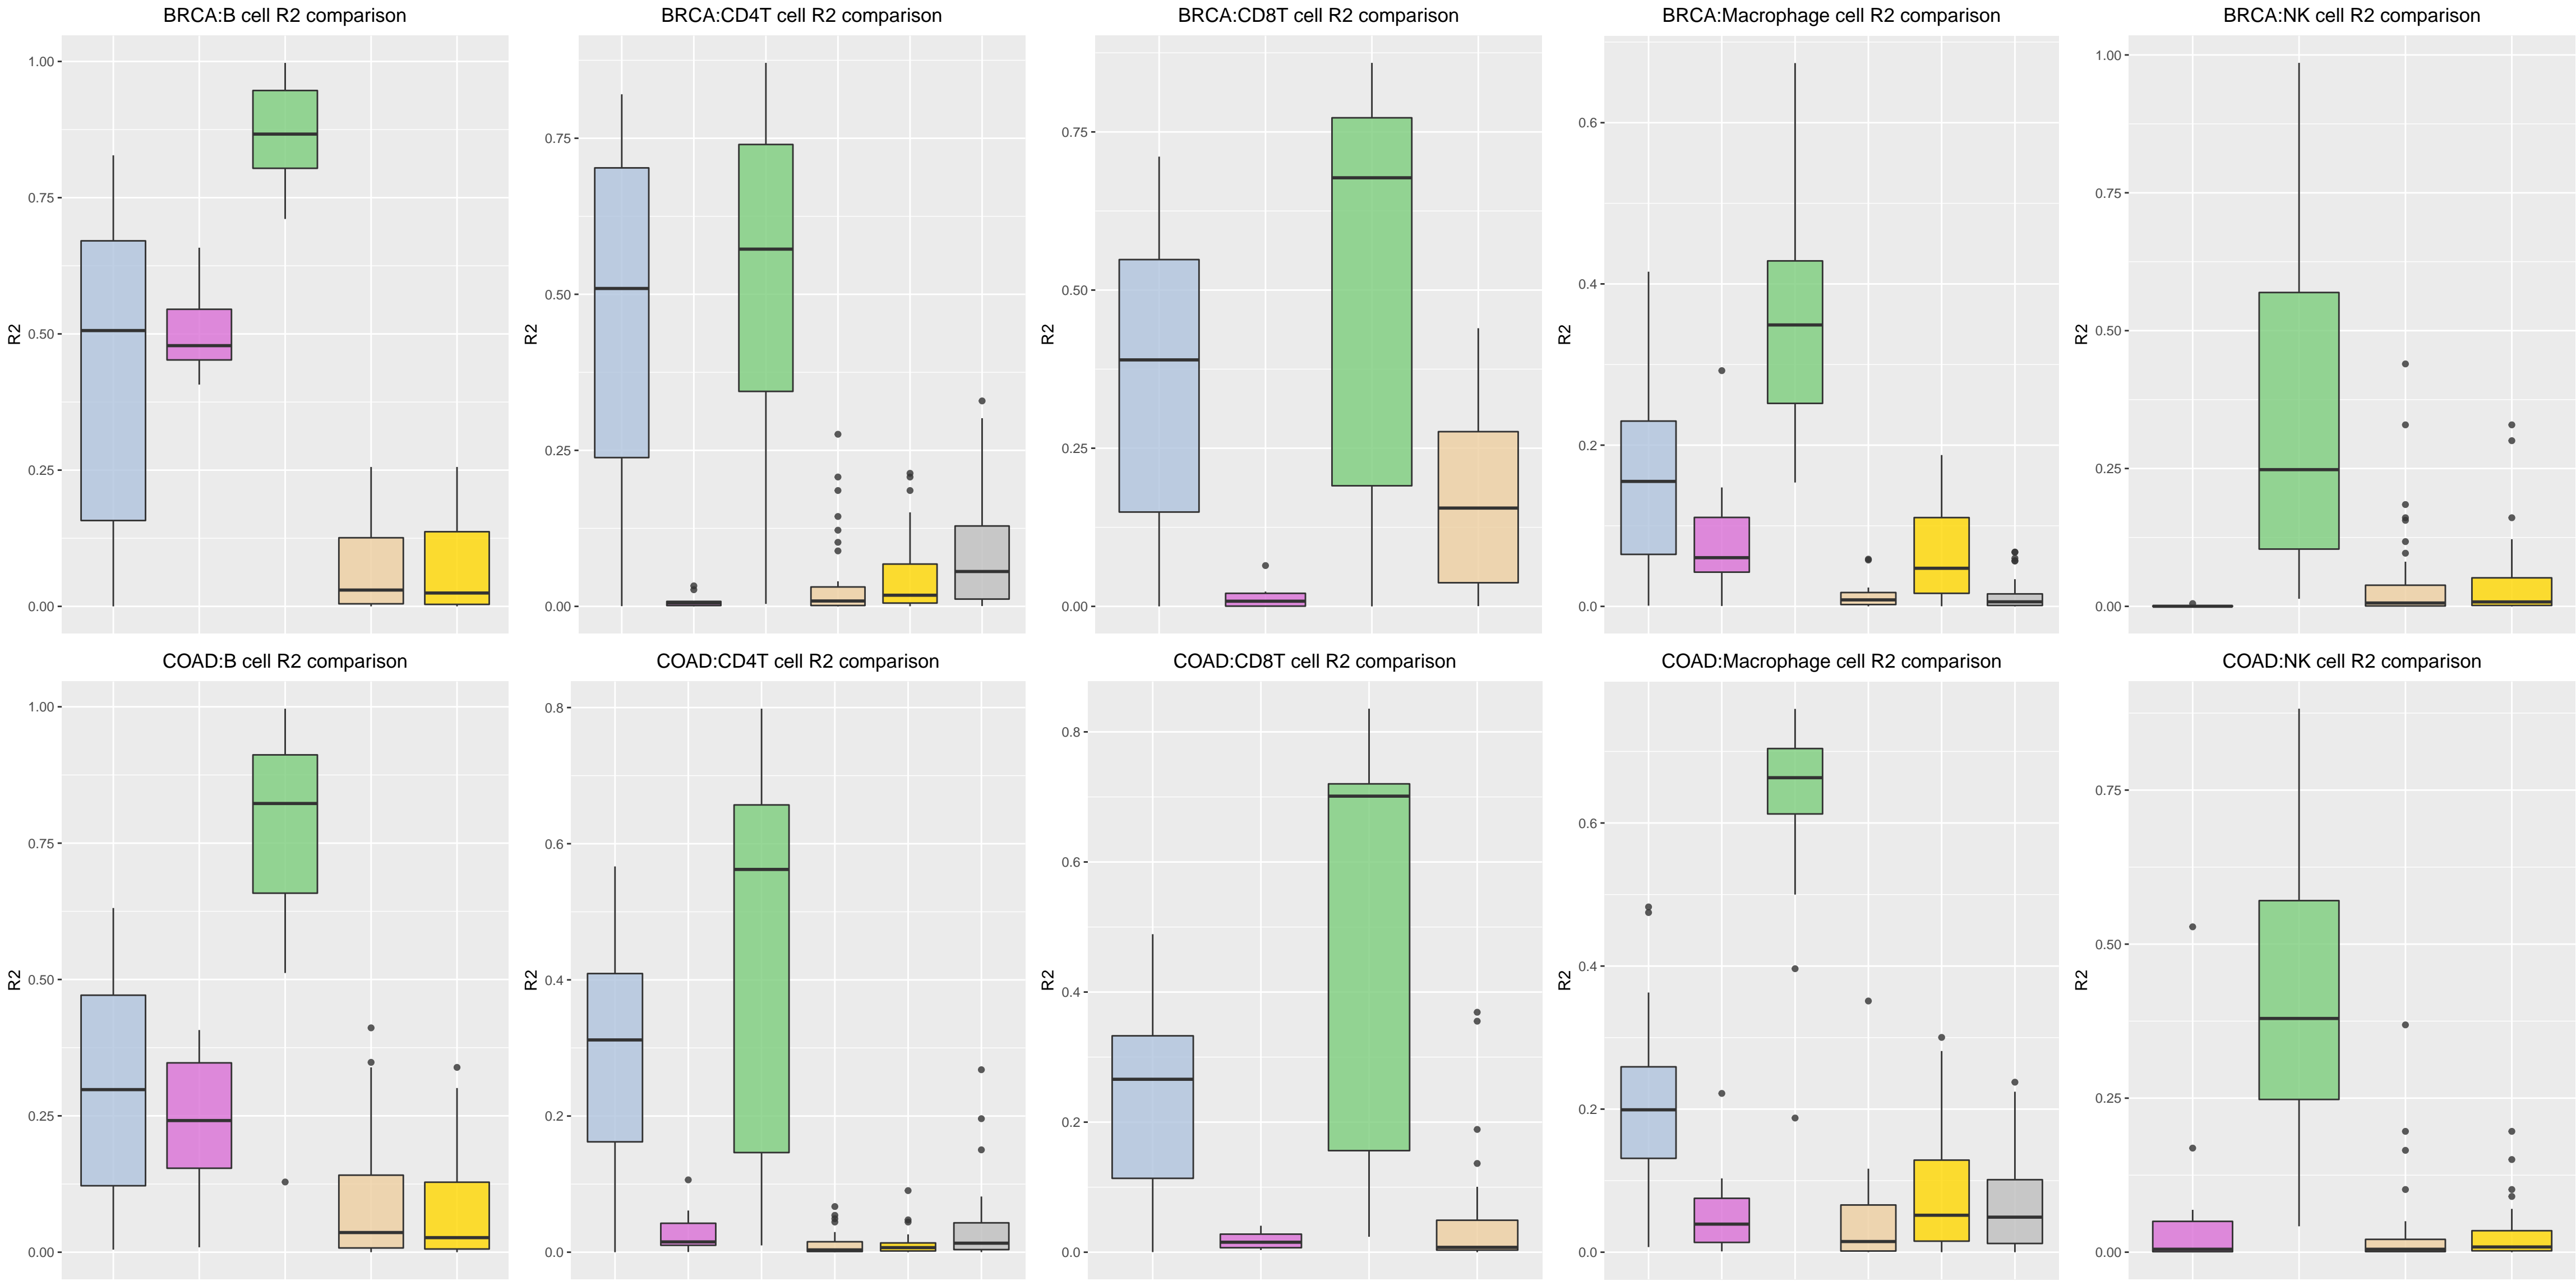 BRCA:B cell R2 comparison
R2
1.00
0.75
0.50
0.25
0.00
BRCA:CD4T cell R2 comparison
R2
0.75
0.50
0.25
0.00
BRCA:CD8T cell R2 comparison
R2
0.75
0.50
0.25
0.00
BRCA:Macrophage cell R2 comparison
R2
0.6
0.4
0.2
0.0
BRCA:NK cell R2 comparison
R2
1.00
0.75
0.50
0.25
0.00
COAD:B cell R2 comparison
R2
1.00
0.75
0.50
0.25
0.00
COAD:CD4T cell R2 comparison
R2
0.8
0.6
0.4
0.2
0.0
COAD:CD8T cell R2 comparison
R2
0.8
0.6
0.4
0.2
0.0
COAD:Macrophage cell R2 comparison
R2
0.6
0.4
0.2
0.0
COAD:NK cell R2 comparison
R2
0.75
0.50
0.25
0.00